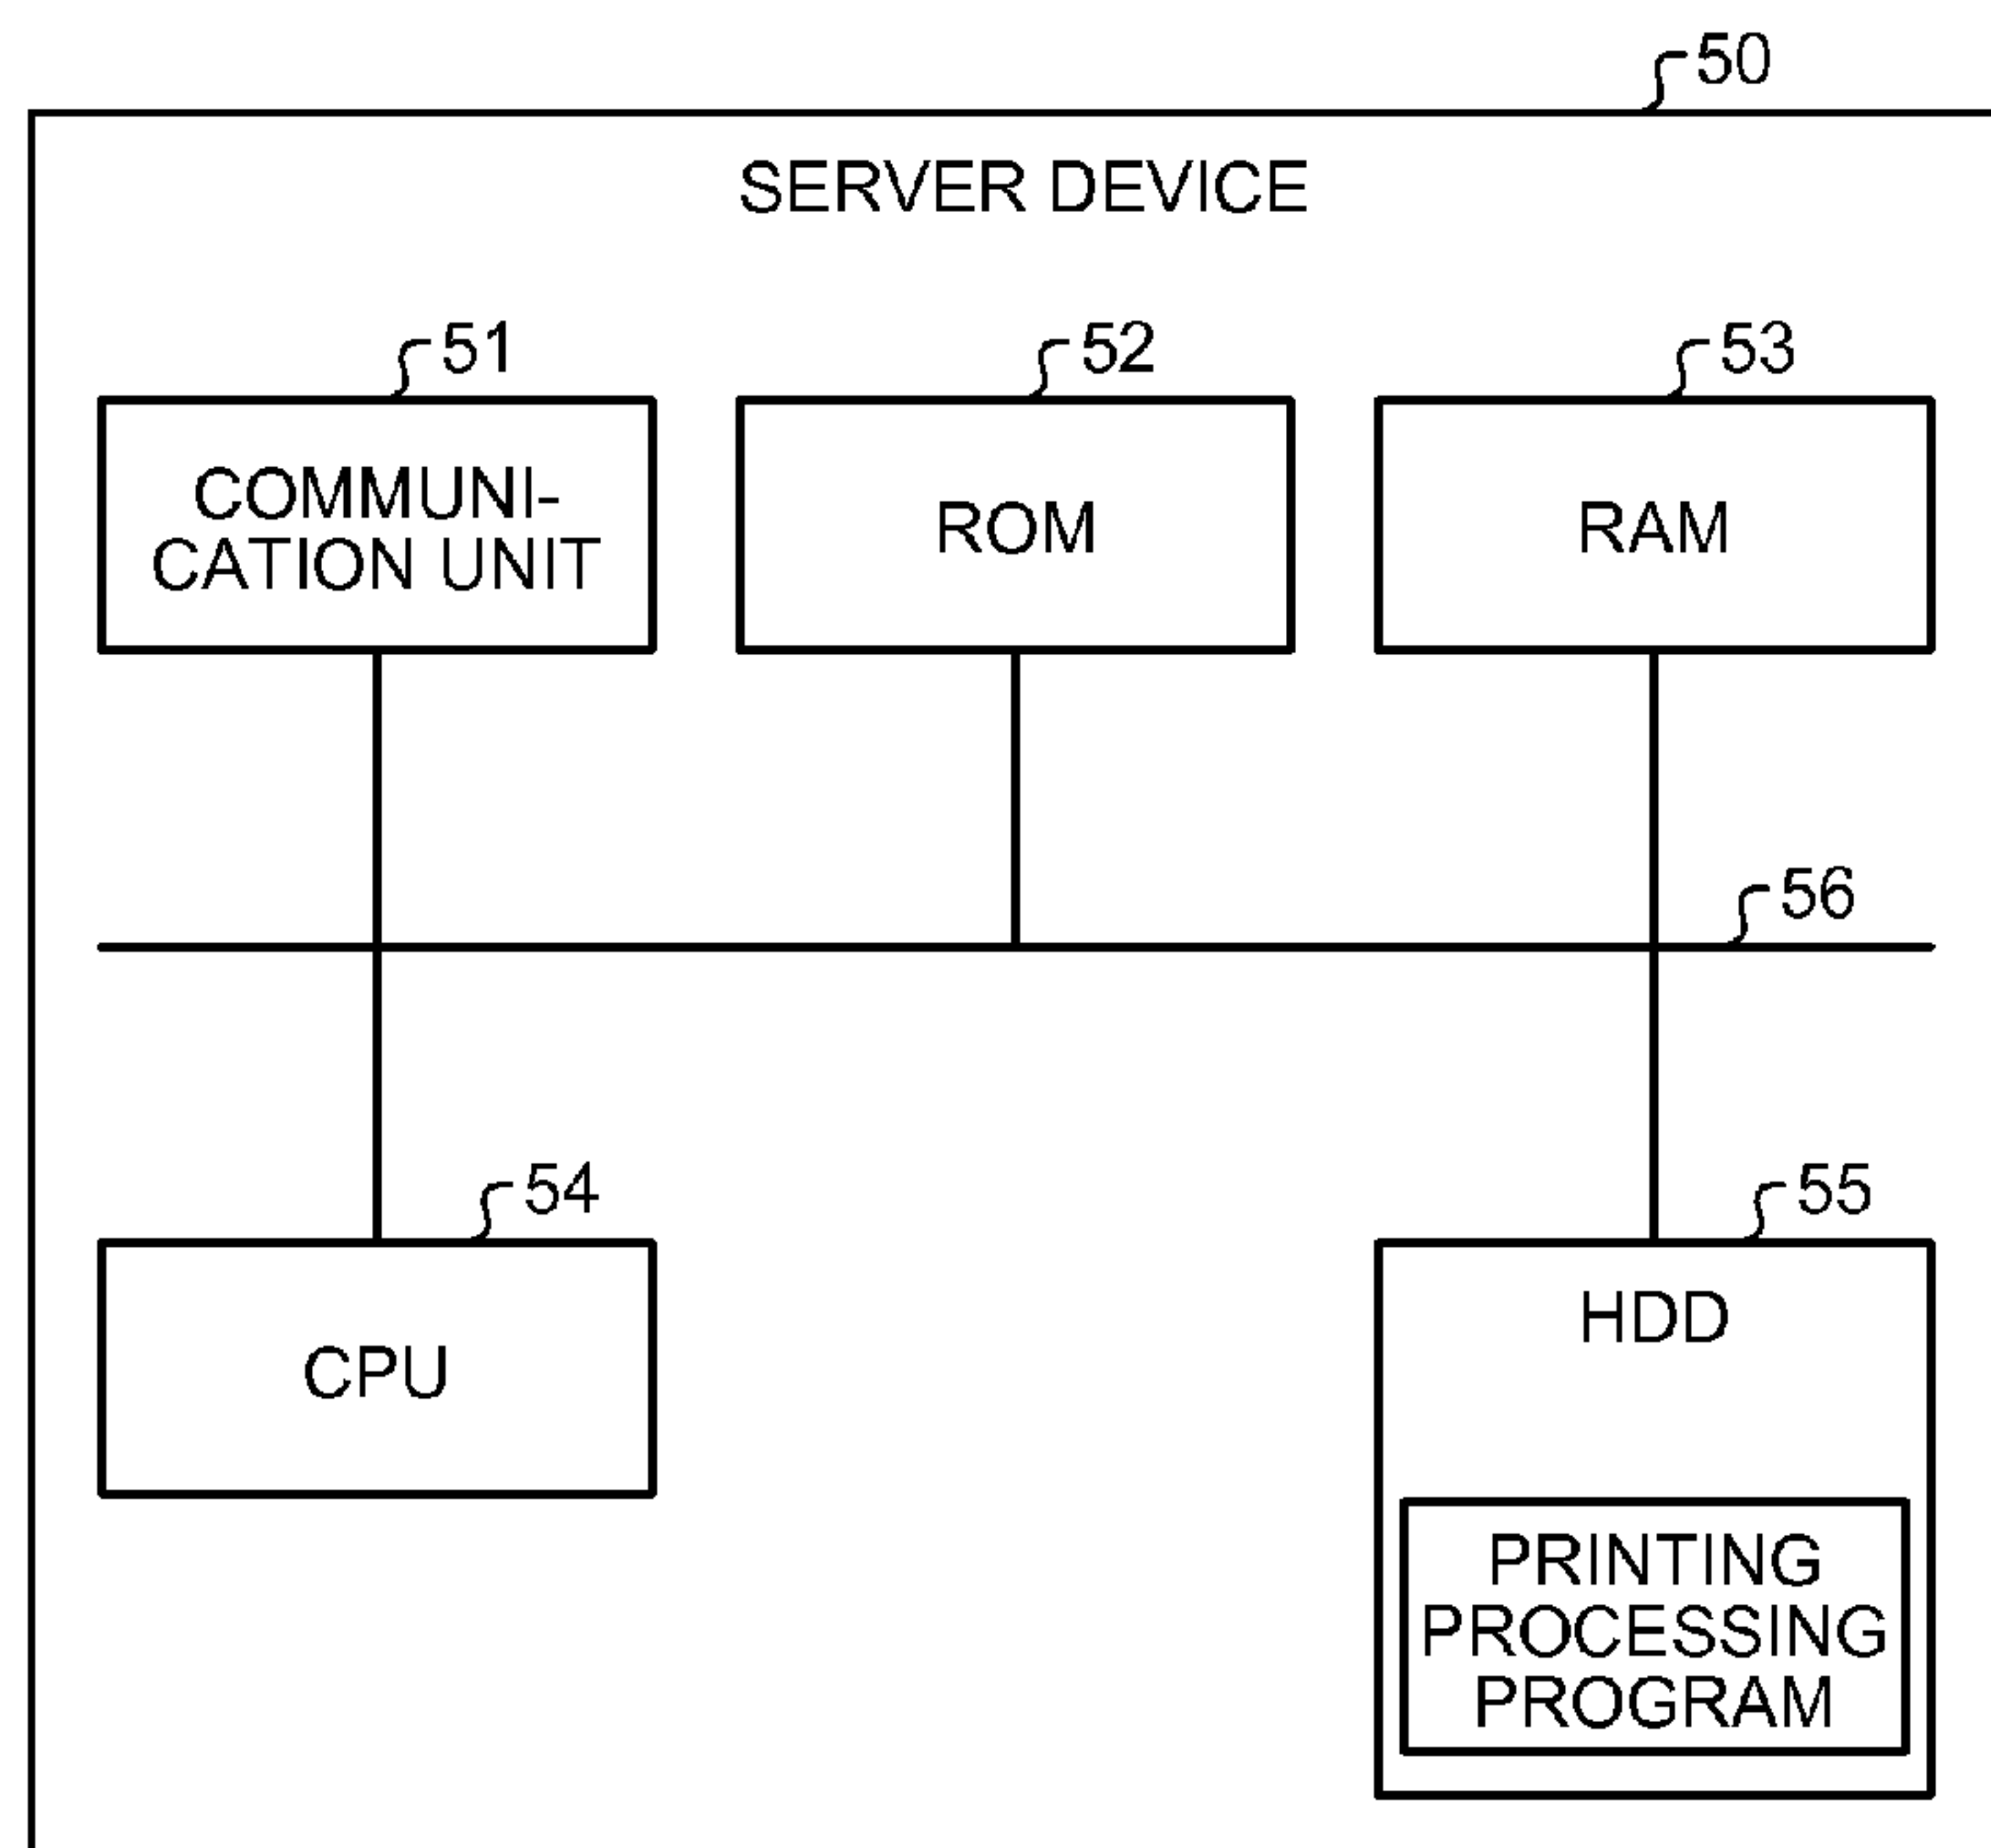 50
SERVER DEVICE
51
52
53
COMMUNI-
CATION UNIT
ROM
RAM
56
54
55
CPU
HDD
PRINTING
PROCESSING
PROGRAM